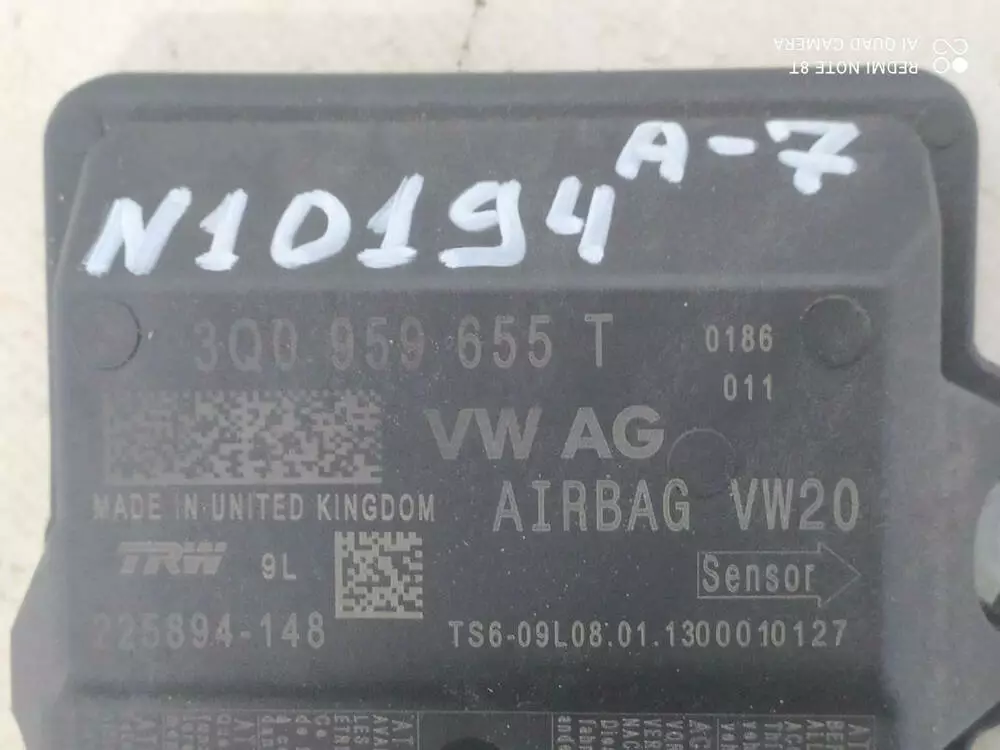 REDMI NOTE 8T
AI QUAD CAMERA
A-7
N10194
3Q0 959 655 T
0186
011
VW AG
MADE IN UNITED KINGDOM
AIRBAG VW20
TRW 9L
Sensor
225894-148
TS6-09L08.01.1300010127